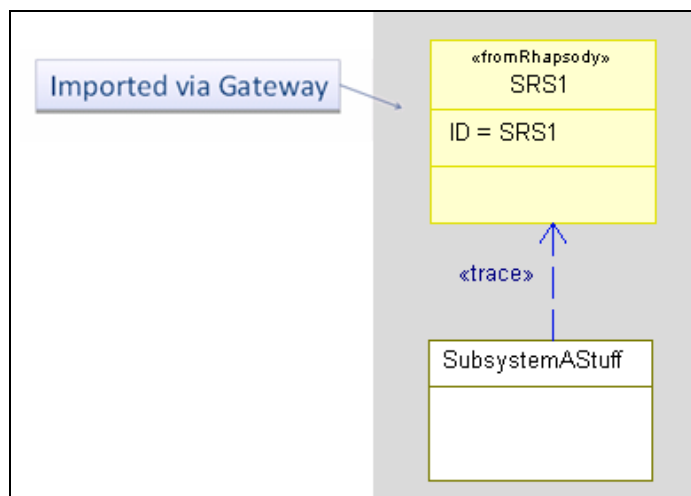 Imported via Gateway
«fromRhapsody»
SRS1
ID = SRS1
«trace»
SubsystemAStuff